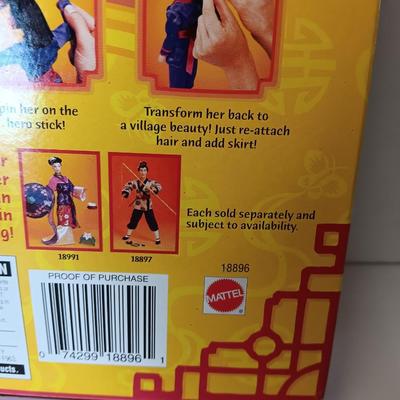 pin her on the
hero stick!
Transform her back to
a village beauty! Just re-attach
hair and add skirt!
18991
18897
Each sold separately and
subject to availability.
PROOF OF PURCHASE
0 74299 18896 1
18896
MATTEL